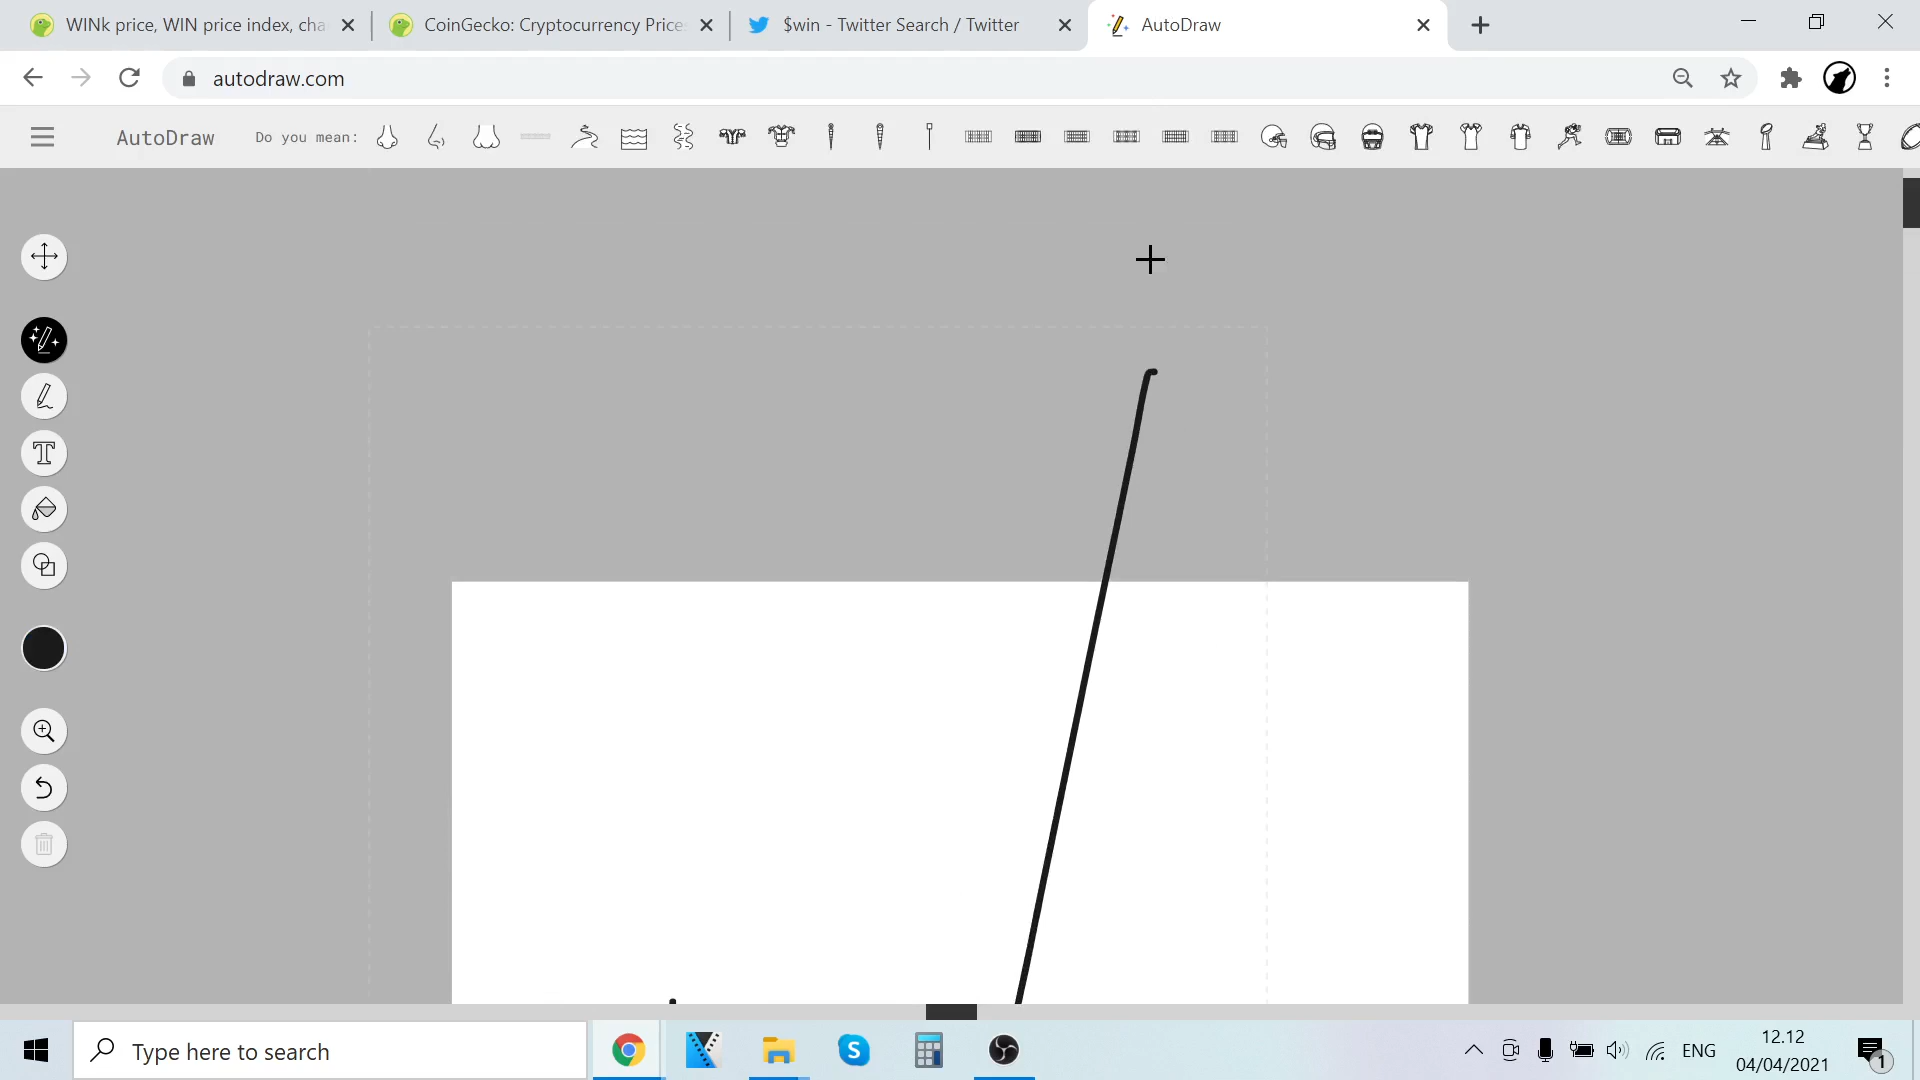 WINk price, WIN price index, cha
CoinGecko: Cryptocurrency Price
$win - Twitter Search / Twitter
AutoDraw
autodraw.com
AutoDraw
Do you mean:
Type here to search
ENG
12.12
04/04/2021
1